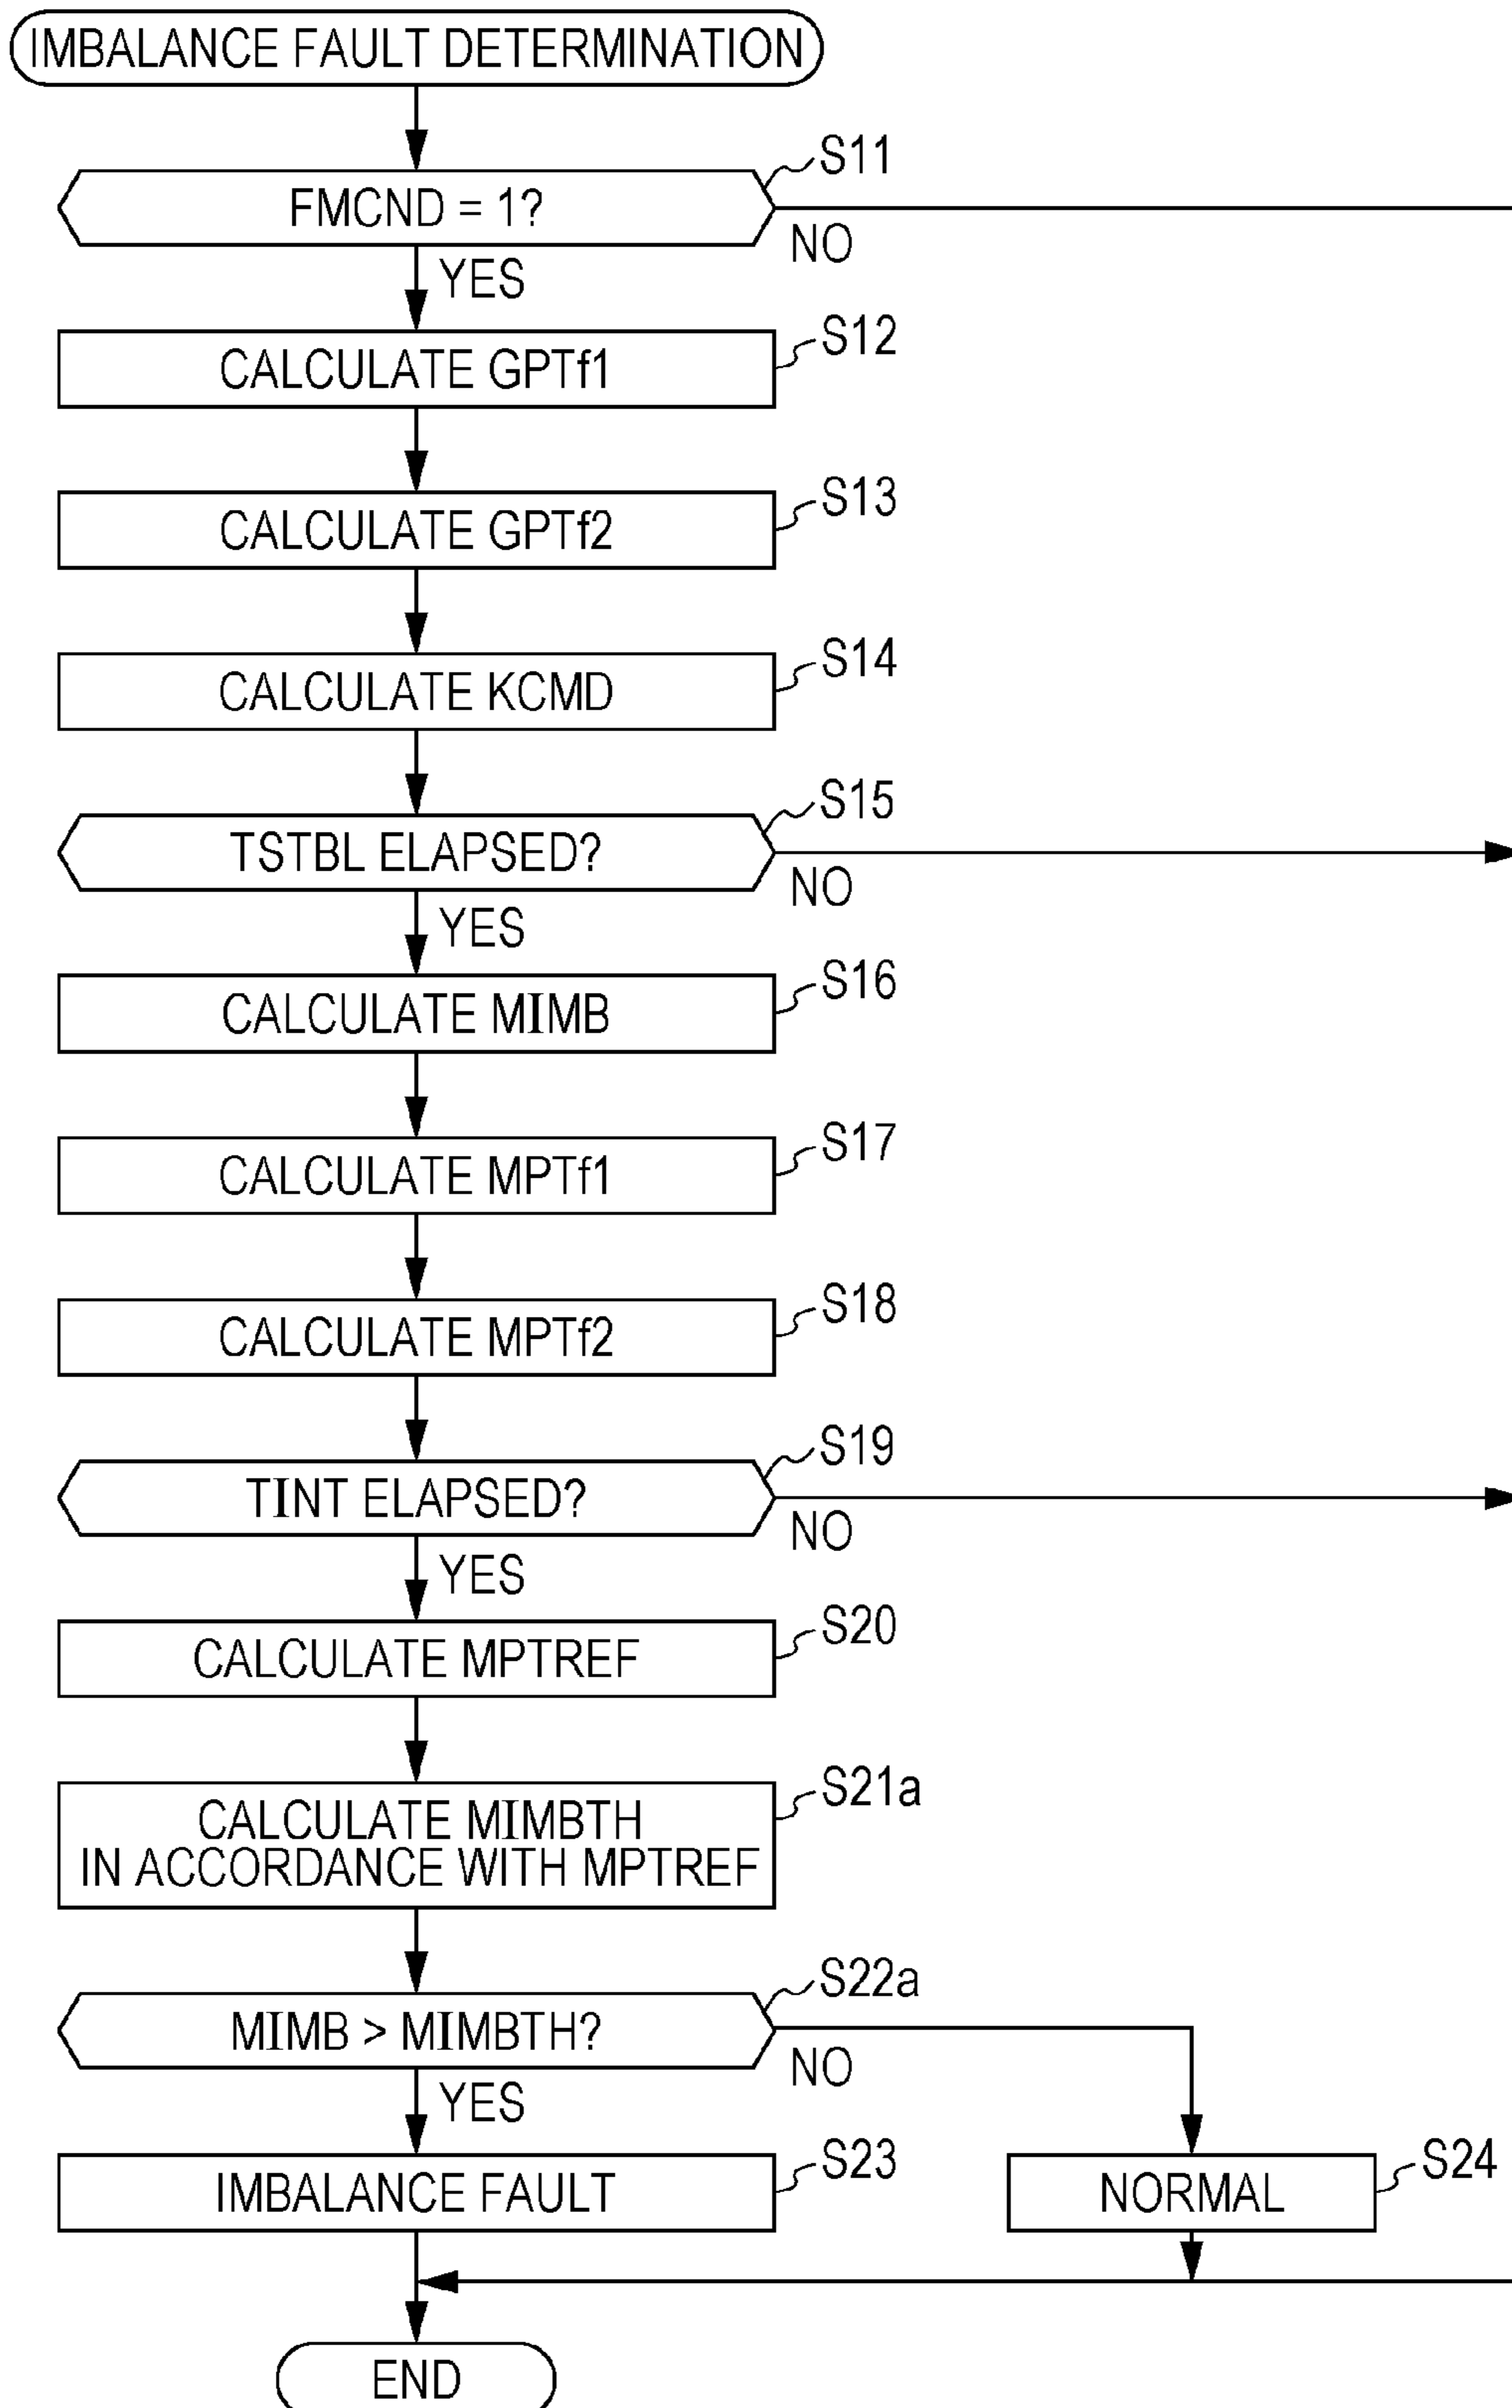 IMBALANCE FAULT DETERMINATION
S11
FMCND = 1?
NO
YES
S12
CALCULATE GPTf1
S13
CALCULATE GPTf2
S14
CALCULATE KCMD
S15
TSTBL ELAPSED?
NO
YES
S16
CALCULATE MIMB
S17
CALCULATE MPTf1
S18
CALCULATE MPTf2
S19
TINT ELAPSED?
NO
YES
S20
CALCULATE MPTREF
S21a
CALCULATE MIMBTH
IN ACCORDANCE WITH MPTREF
S22a
MIMB > MIMBTH?
NO
YES
S23
IMBALANCE FAULT
S24
NORMAL
END